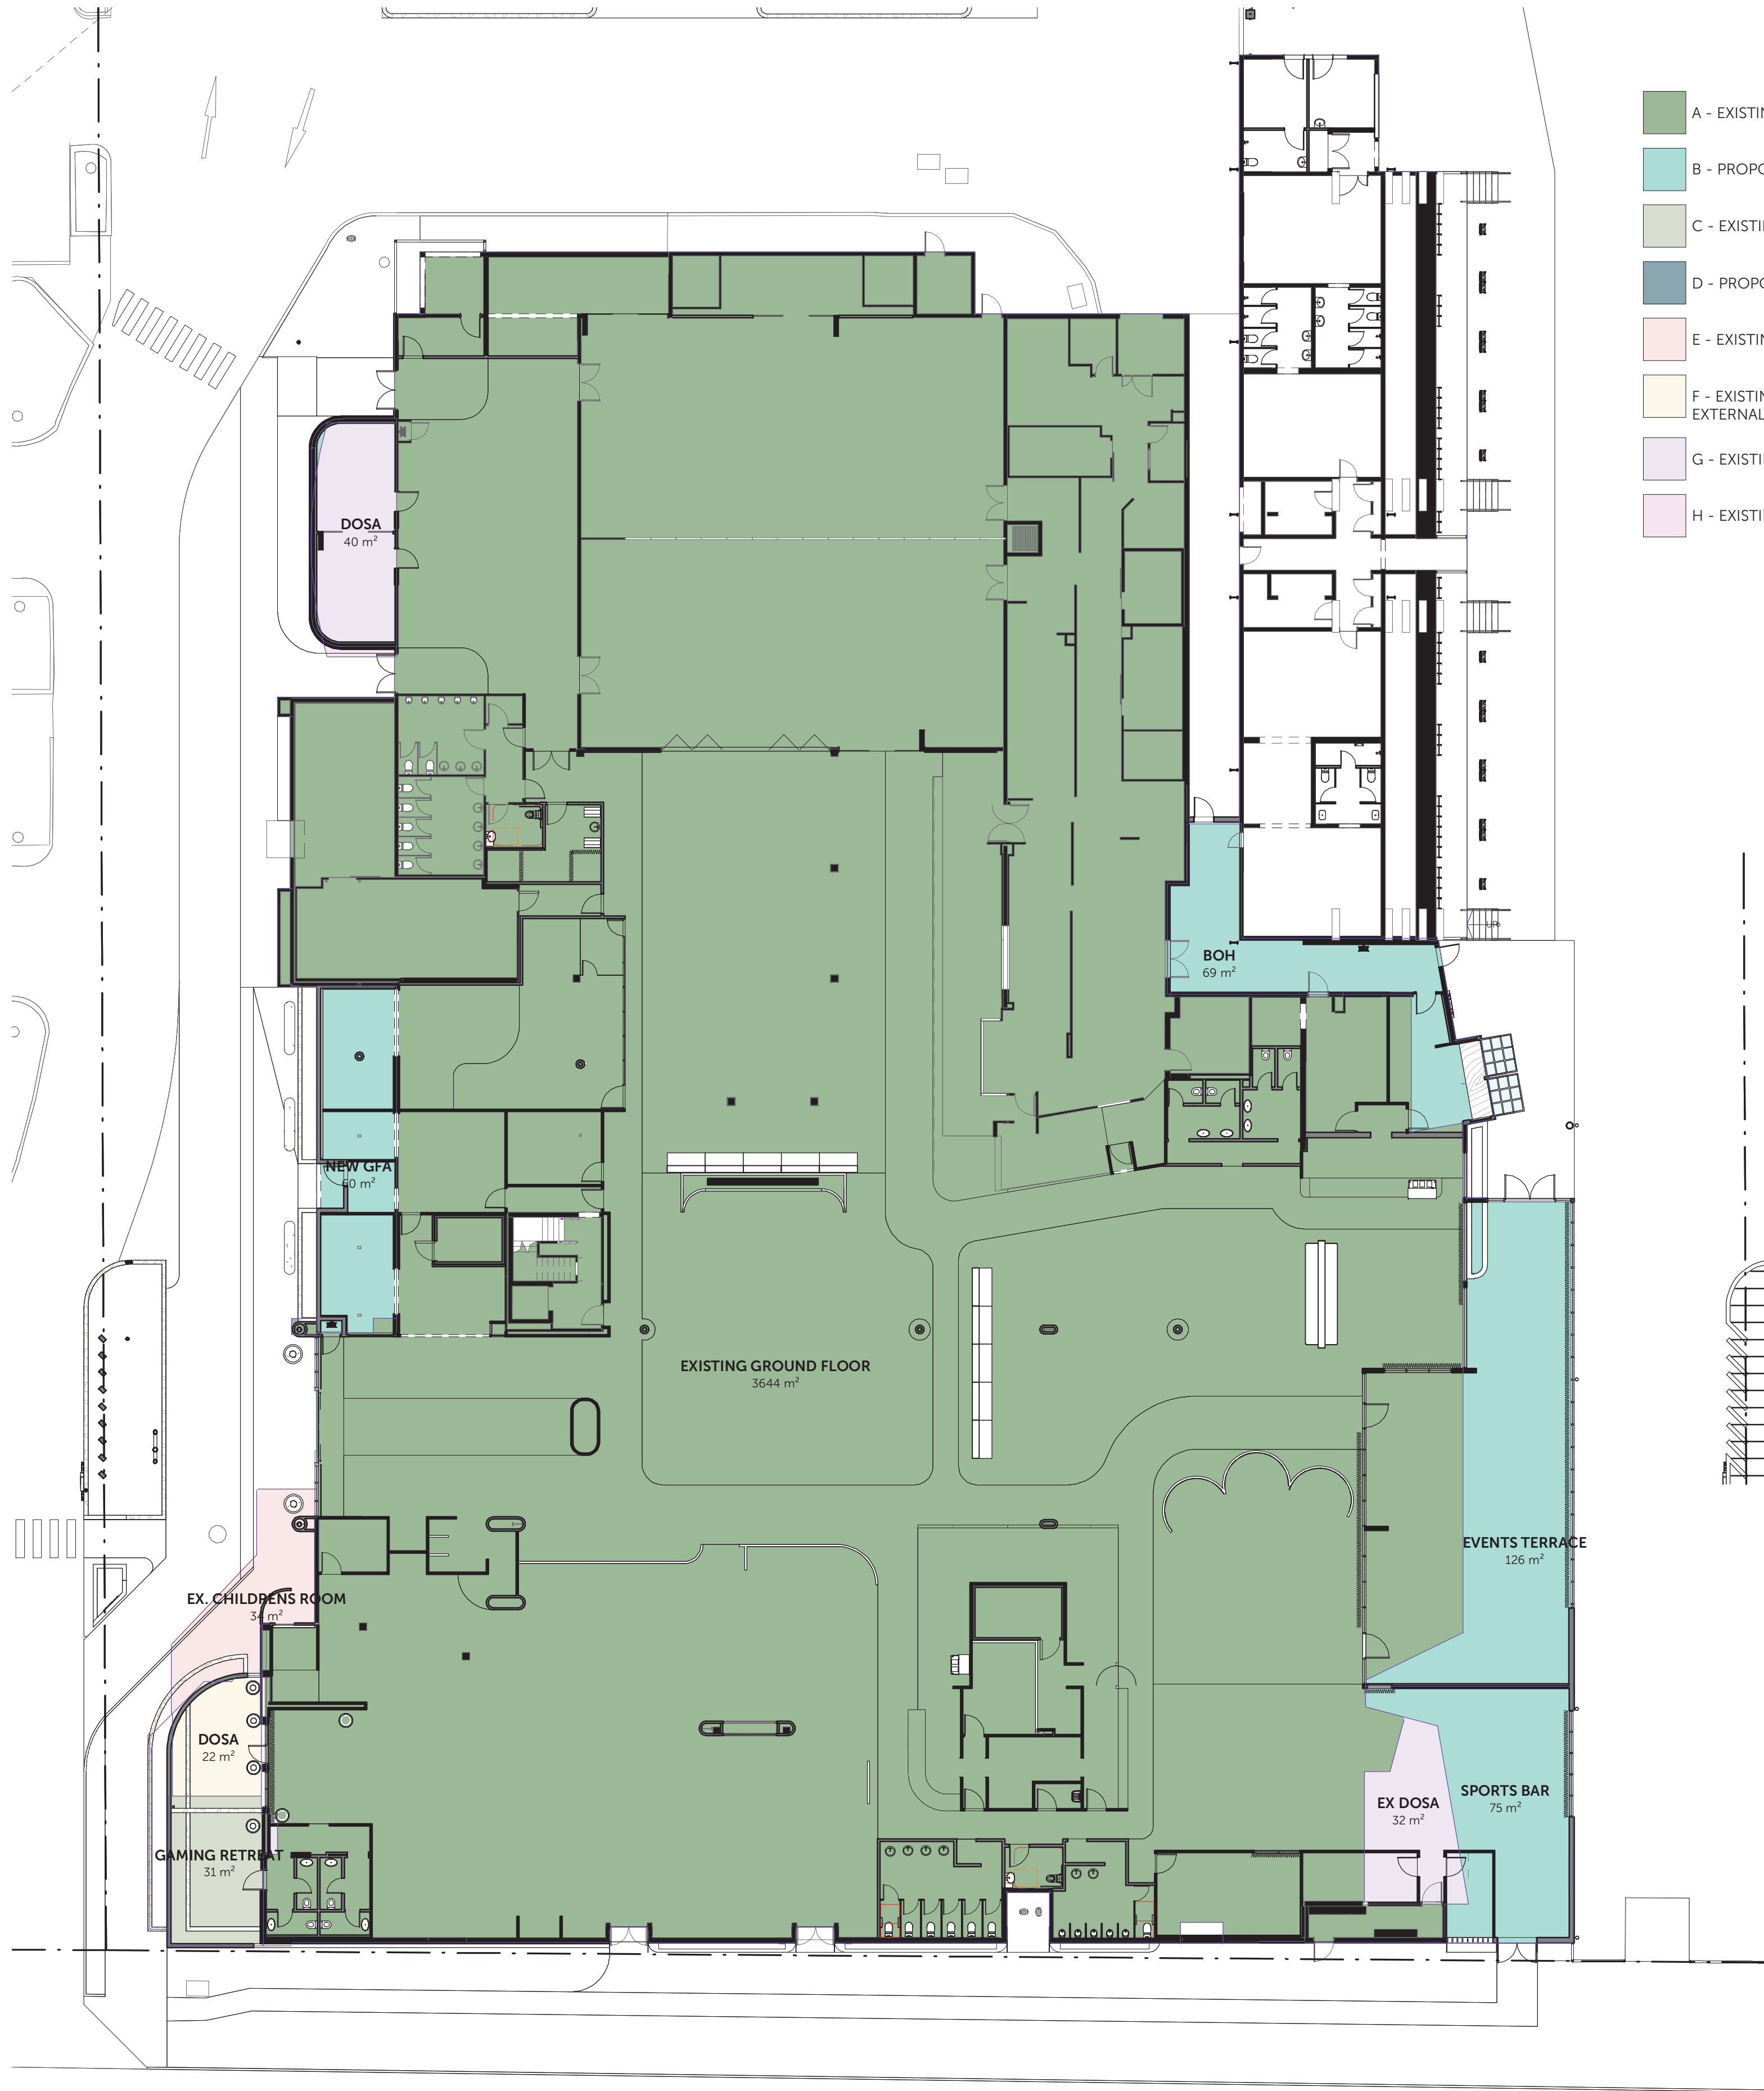 A - EXISTIN
B - PROPO
C - EXISTI
D - PROPO
E - EXISTIN
F - EXISTIN
EXTERNAL
G - EXISTI
H - EXISTI
DOSA
40 m²
UP
BOH
69 m²
NEW GFA
60 m²
EXISTING GROUND FLOOR
3644 m²
EVENTS TERRACE
126 m²
EX. CHILDRENS ROOM
34 m²
DOSA
22 m²
SPORTS BAR
75 m²
EX DOSA
32 m²
GAMING RETREAT
31 m²